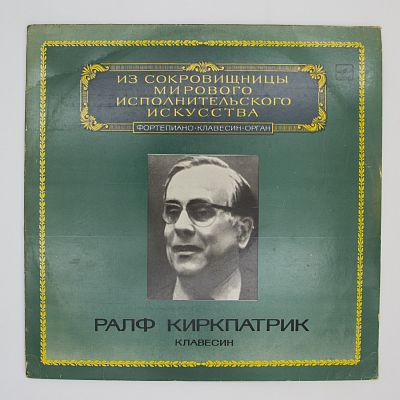 ИЗ СОКРОВИЩНИЦЫ
МИРОВОГО
ИСПОЛНИТЕЛЬСКОГО
ИСКУССТВА
ФОРТЕПИАНО·КЛАВЕСИН·ОРГАН
РАЛФ КИРКПАТРИК
КЛАВЕСИН